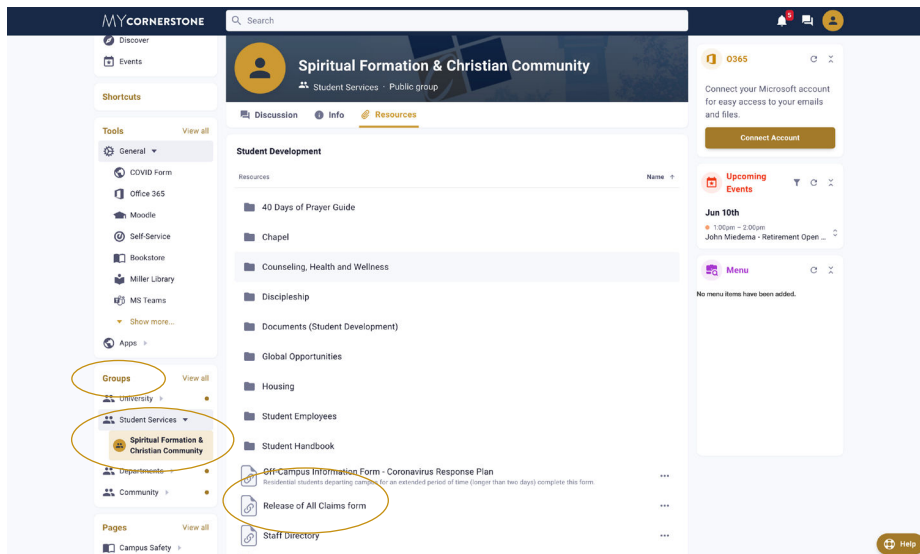 MYCORNERSTONE
Search
5
Discover
Events
Shortcuts
Tools
View all
General
COVID Form
Office 365
Moodle
Self-Service
Bookstore
Miller Library
MS Teams
Show more...
Apps
Groups
View all
University
Student Services
Spiritual Formation &
Christian Community
Departments
Community
Pages
View all
Campus Safety
Spiritual Formation & Christian Community
Student Services · Public group
Discussion
Info
Resources
Student Development
Resources
Name
40 Days of Prayer Guide
Chapel
Counseling, Health and Wellness
Discipleship
Documents (Student Development)
Global Opportunities
Housing
Student Employees
Student Handbook
Off-Campus Information Form - Coronavirus Response Plan
Residential students departing campus for an extended period of time (longer than two days) complete this form.
Release of All Claims form
Staff Directory
O365
Connect your Microsoft account
for easy access to your emails
and files.
Connect Account
Upcoming
Events
Jun 10th
1:00pm – 2:00pm
John Miedema - Retirement Open ...
Menu
No menu items have been added.
Help